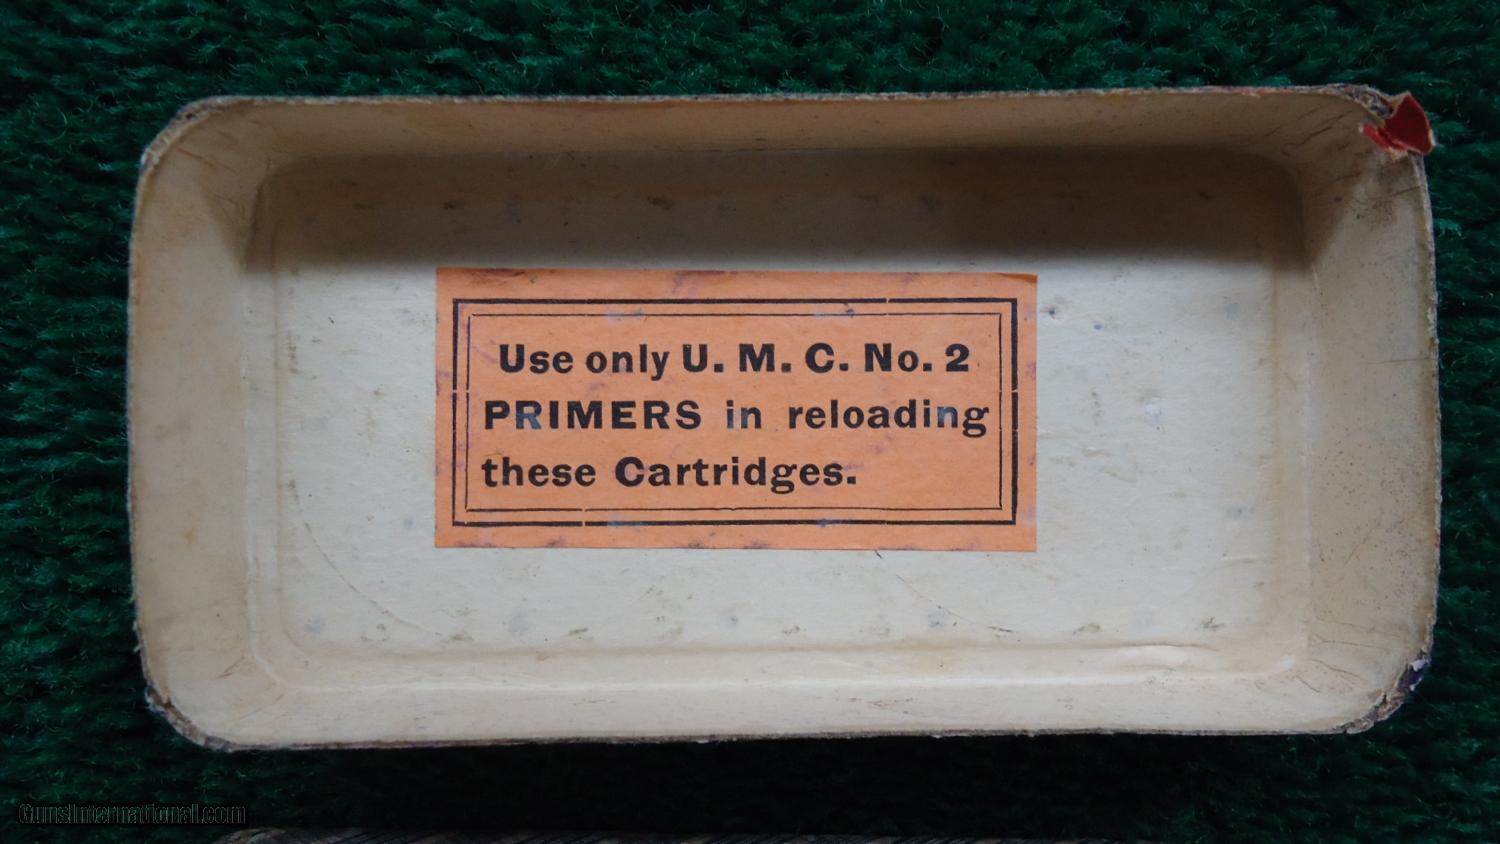 Use only U. M. C. No. 2
PRIMERS in reloading
these Cartridges.
GunsInternational.com